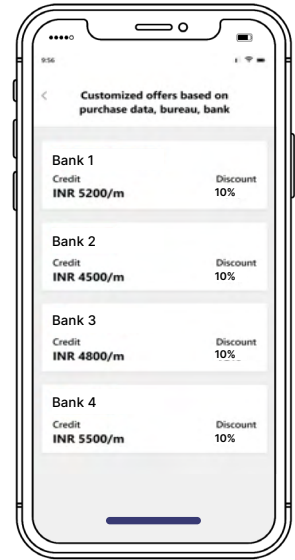 9:56
Customized offers based on
purchase data, bureau, bank
Bank 1
Credit Discount
INR 5200/m 10%
Bank 2
Credit Discount
INR 4500/m 10%
Bank 3
Credit Discount
INR 4800/m 10%
Bank 4
Credit Discount
INR 5500/m 10%